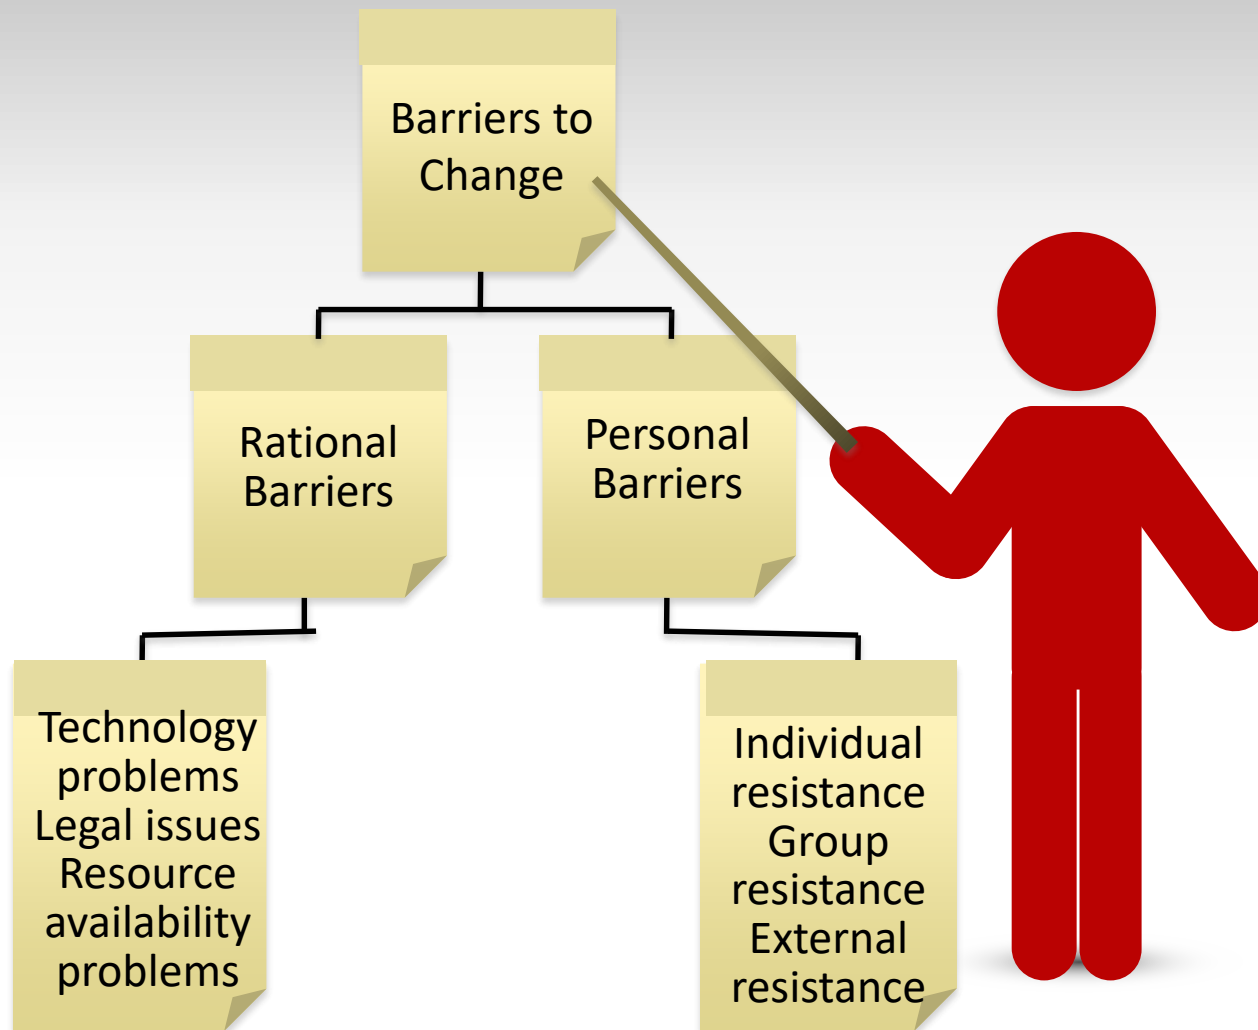 Barriers to
Change
Rational
Barriers
Personal
Barriers
Technology
problems
Legal issues
Resource
availability
problems
Individual
resistance
Group
resistance
External
resistance